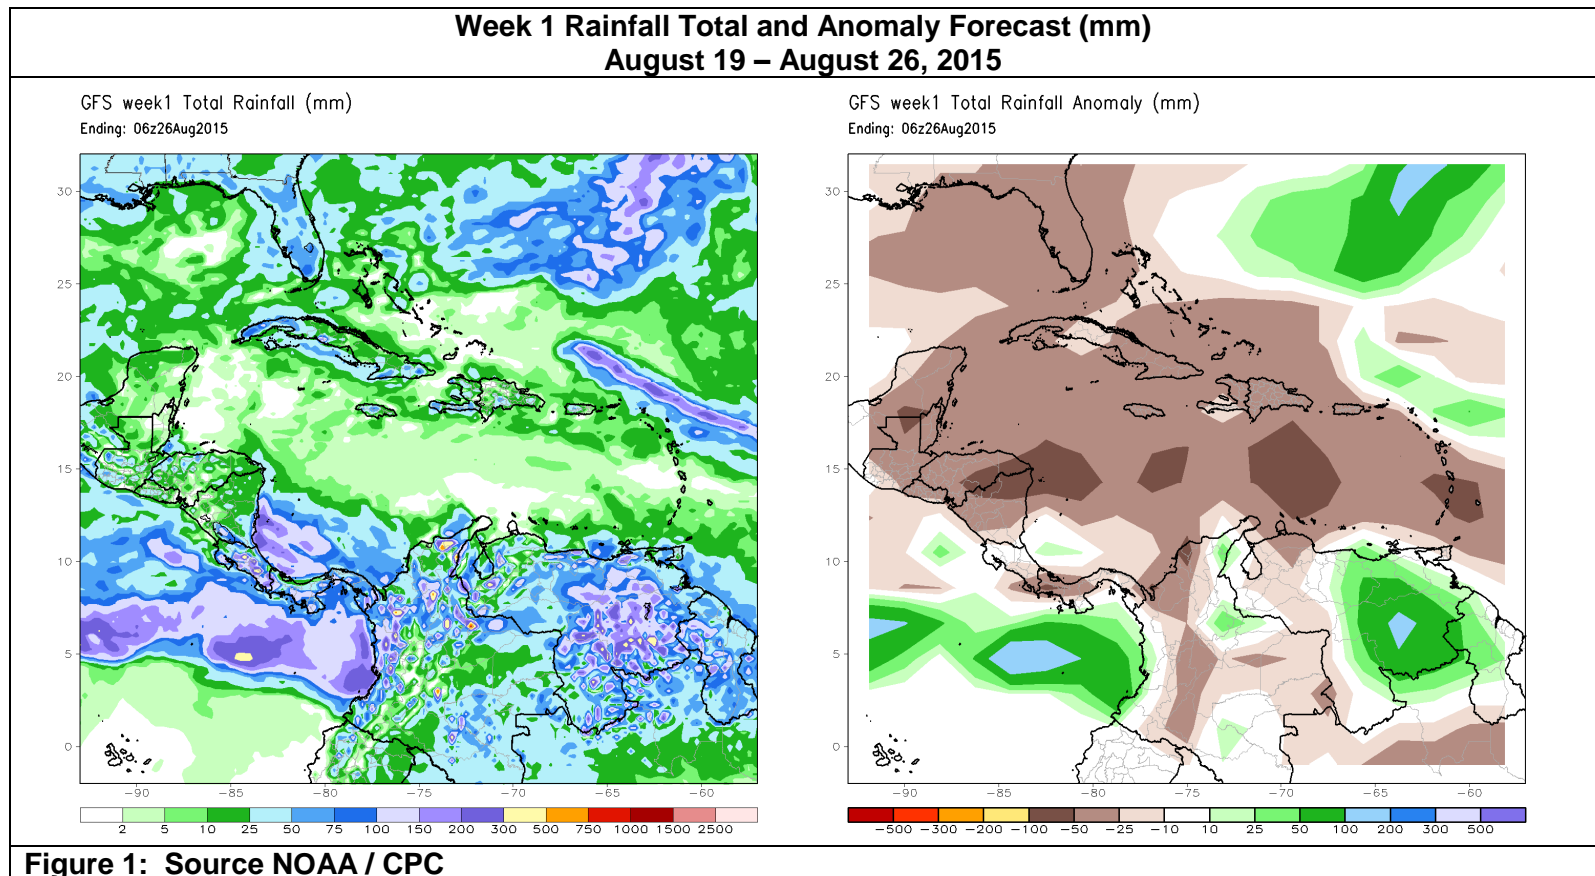 Week 1 Rainfall Total and Anomaly Forecast (mm)
August 19 – August 26, 2015
GFS week1 Total Rainfall (mm)
Ending: 06z26Aug2015
30
25
20
15
10
5
0
−90 −85 −80 −75 −70 −65 −60
2 5 10 25 50 75 100 150 200 300 500 750 1000 1500 2500
GFS week1 Total Rainfall Anomaly (mm)
Ending: 06z26Aug2015
30
25
20
15
10
5
0
−90 −85 −80 −75 −70 −65 −60
−500 −300 −200 −100 −50 −25 −10 10 25 50 100 200 300 500
Figure 1: Source NOAA / CPC